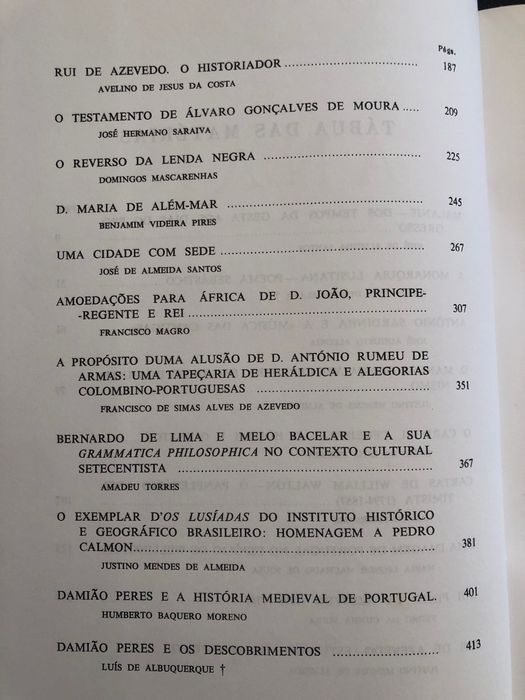 Págs.
RUI DE AZEVEDO. O HISTORIADOR ........ 187
AVELINO DE JESUS DA COSTA
O TESTAMENTO DE ÁLVARO GONÇALVES DE MOURA ..... 209
JOSÉ HERMANO SARAIVA
O REVERSO DA LENDA NEGRA ........ 225
DOMINGOS MASCARENHAS
D. MARIA DE ALÉM-MAR ........ 245
BENJAMIM VIDEIRA PIRES
UMA CIDADE COM SEDE ........ 267
JOSÉ DE ALMEIDA SANTOS
AMOEDAÇÕES PARA ÁFRICA DE D. JOÃO, PRINCIPE-
-REGENTE E REI ........ 307
FRANCISCO MAGRO
A PROPÓSITO DUMA ALUSÃO DE D. ANTÓNIO RUMEU DE
ARMAS: UMA TAPEÇARIA DE HERÁLDICA E ALEGORIAS
COLOMBINO-PORTUGUESAS ........ 351
FRANCISCO DE SIMAS ALVES DE AZEVEDO
BERNARDO DE LIMA E MELO BACELAR E A SUA
GRAMMATICA PHILOSOPHICA NO CONTEXTO CULTURAL
SETECENTISTA ........ 367
AMADEU TORRES
O EXEMPLAR D'OS LUSÍADAS DO INSTITUTO HISTÓRICO
E GEOGRÁFICO BRASILEIRO: HOMENAGEM A PEDRO
CALMON........ 381
JUSTINO MENDES DE ALMEIDA
DAMIÃO PERES E A HISTÓRIA MEDIEVAL DE PORTUGAL. 401
HUMBERTO BAQUERO MORENO
DAMIÃO PERES E OS DESCOBRIMENTOS ........ 413
LUÍS DE ALBUQUERQUE †